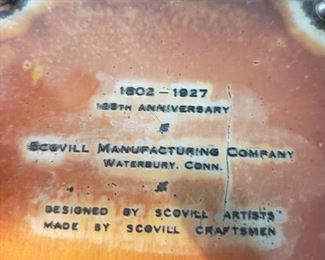 1802 - 1927
125TH ANNIVERSARY
SCOVILL MANUFACTURING COMPANY
WATERBURY, CONN.
DESIGNED BY SCOVILL ARTISTS
MADE BY SCOVILL CRAFTSMEN